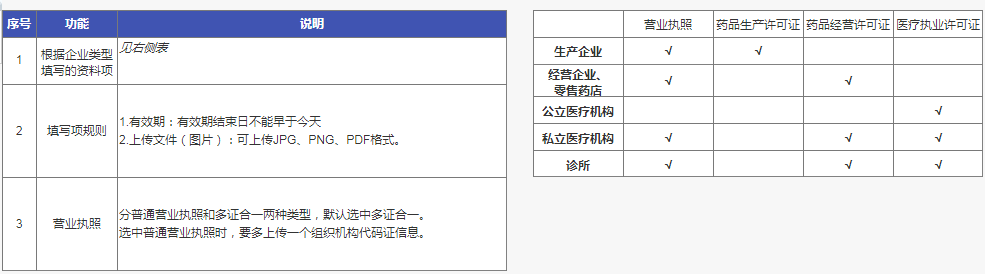 序号 功能 说明
1 根据企业类型
填写的资料项 见右侧表
2 填写项规则 1.有效期：有效期结束日不能早于今天
2.上传文件（图片）：可上传JPG、PNG、PDF格式。
3 营业执照 分普通营业执照和多证合一两种类型，默认选中多证合一。
选中普通营业执照时，要多上传一个组织机构代码证信息。
营业执照 药品生产许可证 药品经营许可证 医疗执业许可证
生产企业 √ √
经营企业、
零售药店 √ √
公立医疗机构 √
私立医疗机构 √ √ √
诊所 √ √ √